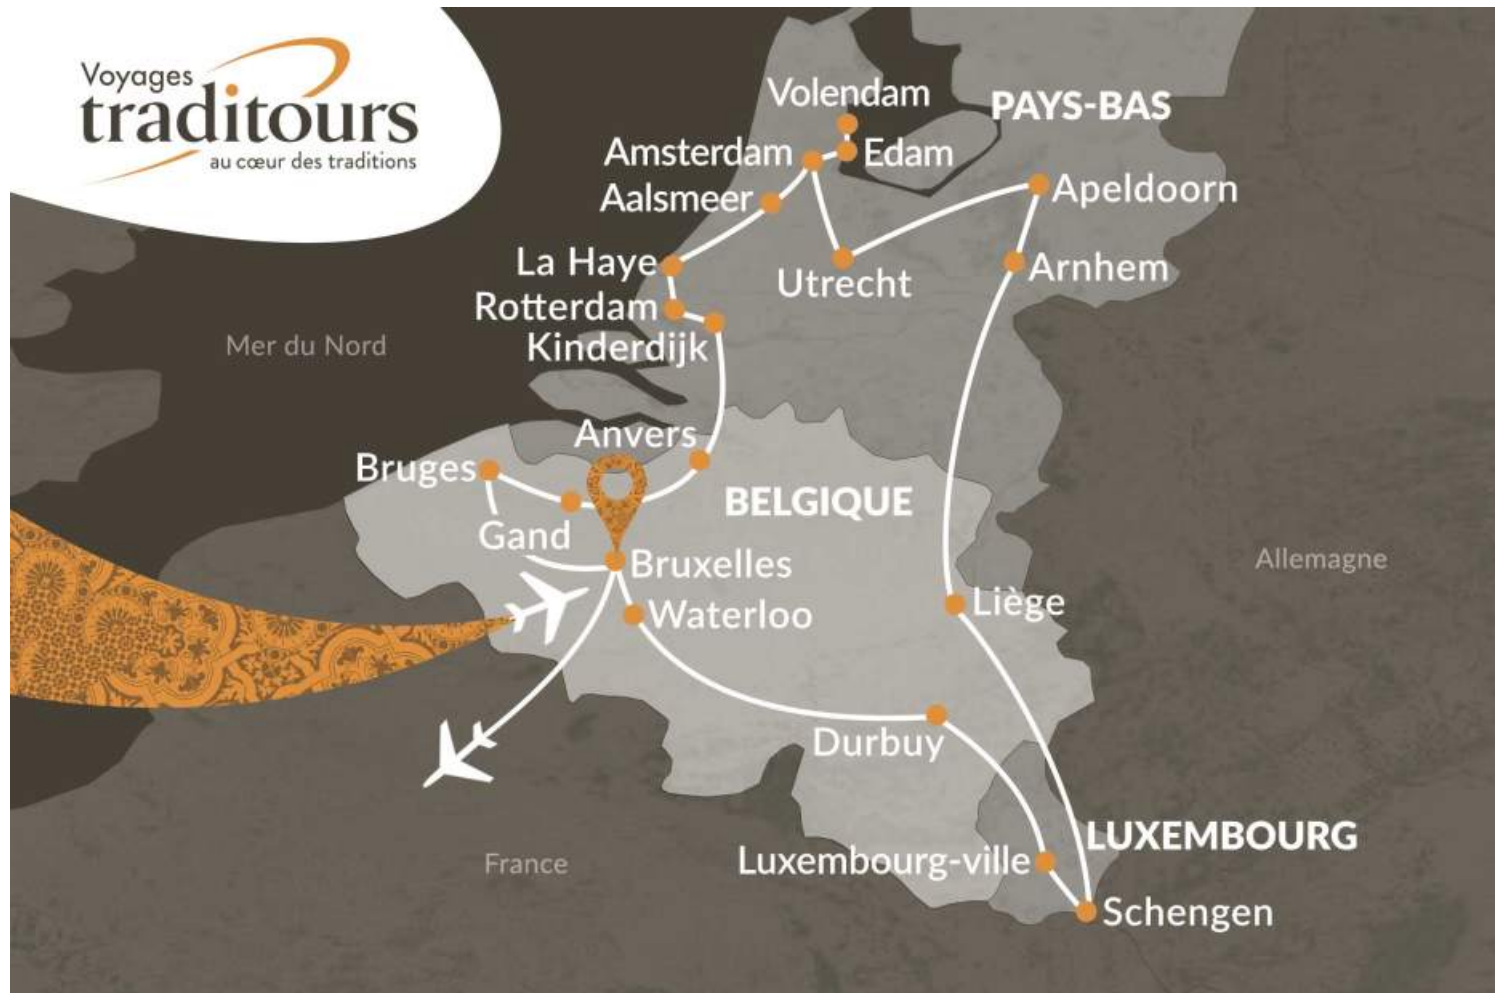 Voyages
traditours
au cœur des traditions
Volendam
PAYS-BAS
Amsterdam
Edam
Aalsmeer
Apeldoorn
La Haye
Arnhem
Utrecht
Rotterdam
Kinderdijk
Mer du Nord
Anvers
Bruges
BELGIQUE
Gand
Bruxelles
Allemagne
Waterloo
Liège
Durbuy
LUXEMBOURG
Luxembourg-ville
France
Schengen